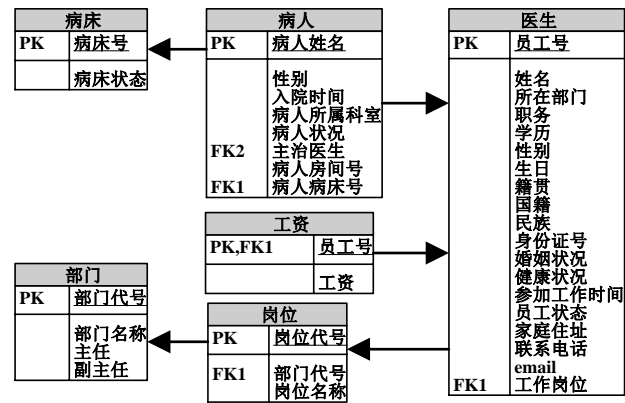 病床
PK 病床号
病床状态
病人
PK 病人姓名
性别
入院时间
病人所属科室
病人状况
FK2 主治医生
病人房间号
FK1 病人病床号
医生
PK 员工号
姓名
所在部门
职务
学历
性别
生日
籍贯
国籍
民族
身份证号
婚姻状况
健康状况
参加工作时间
员工状态
家庭住址
联系电话
email
FK1 工作岗位
工资
PK,FK1 员工号
工资
部门
PK 部门代号
部门名称
主任
副主任
岗位
PK 岗位代号
FK1 部门代号
岗位名称